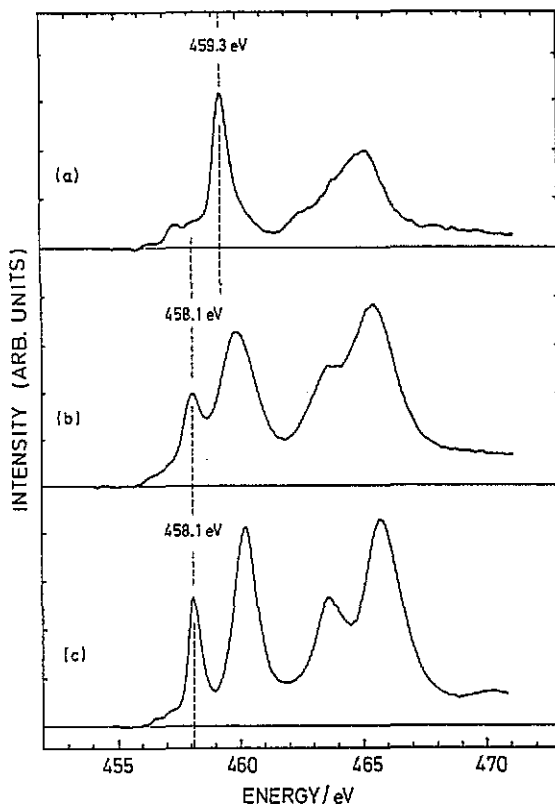 459.3 eV
(a)
458.1 eV
(b)
458.1 eV
[c)
INTENSITY (ARB. UNITS)
455 460 465 470
ENERGY/eV